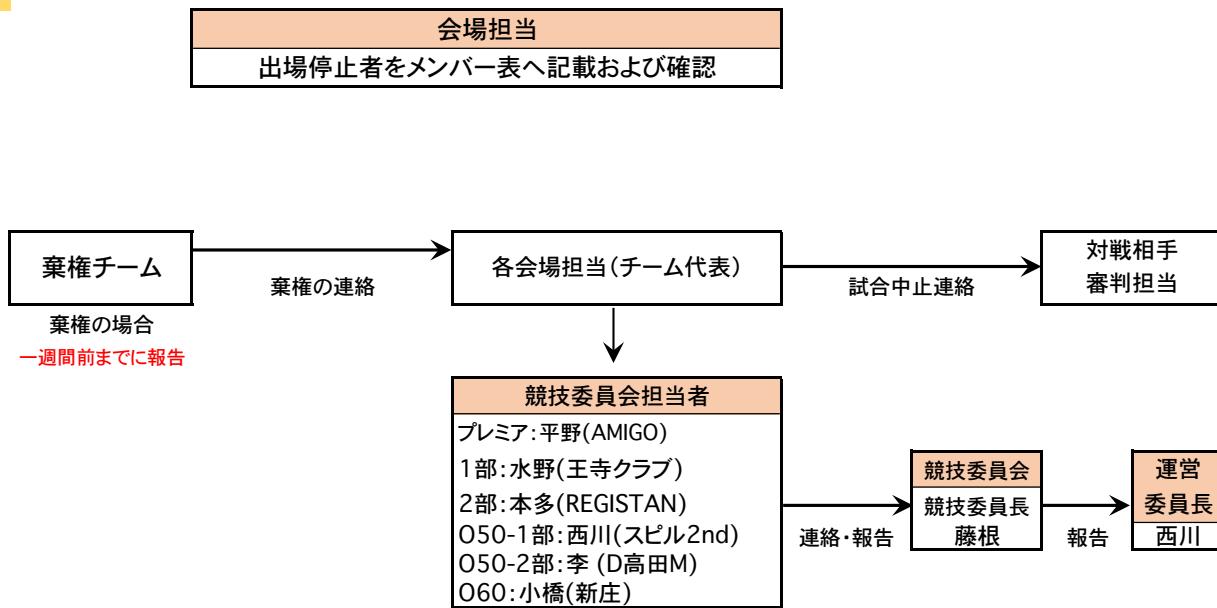 会場担当
出場停止者をメンバー表へ記載および確認
棄権チーム
棄権の連絡
各会場担当(チーム代表)
試合中止連絡
対戦相手
審判担当
棄権の場合
一週間前までに報告
競技委員会担当者
プレミア:平野(AMIGO)
1部:水野(王寺クラブ)
2部:本多(REGISTAN)
O50-1部:西川(スピル2nd)
O50-2部:李 (D高田M)
O60:小橋(新庄)
連絡・報告
競技委員会
競技委員長
藤根
報告
運営
委員長
西川